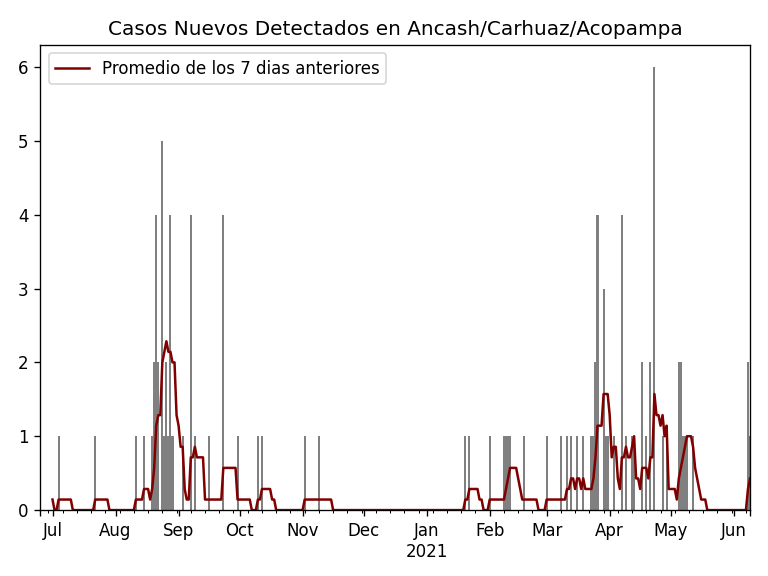 Casos Nuevos Detectados en Ancash/Carhuaz/Acopampa
Promedio de los 7 dias anteriores
6
5
4
3
2
1
0
Jul Aug Sep Oct Nov Dec Jan Feb Mar Apr May Jun
2021